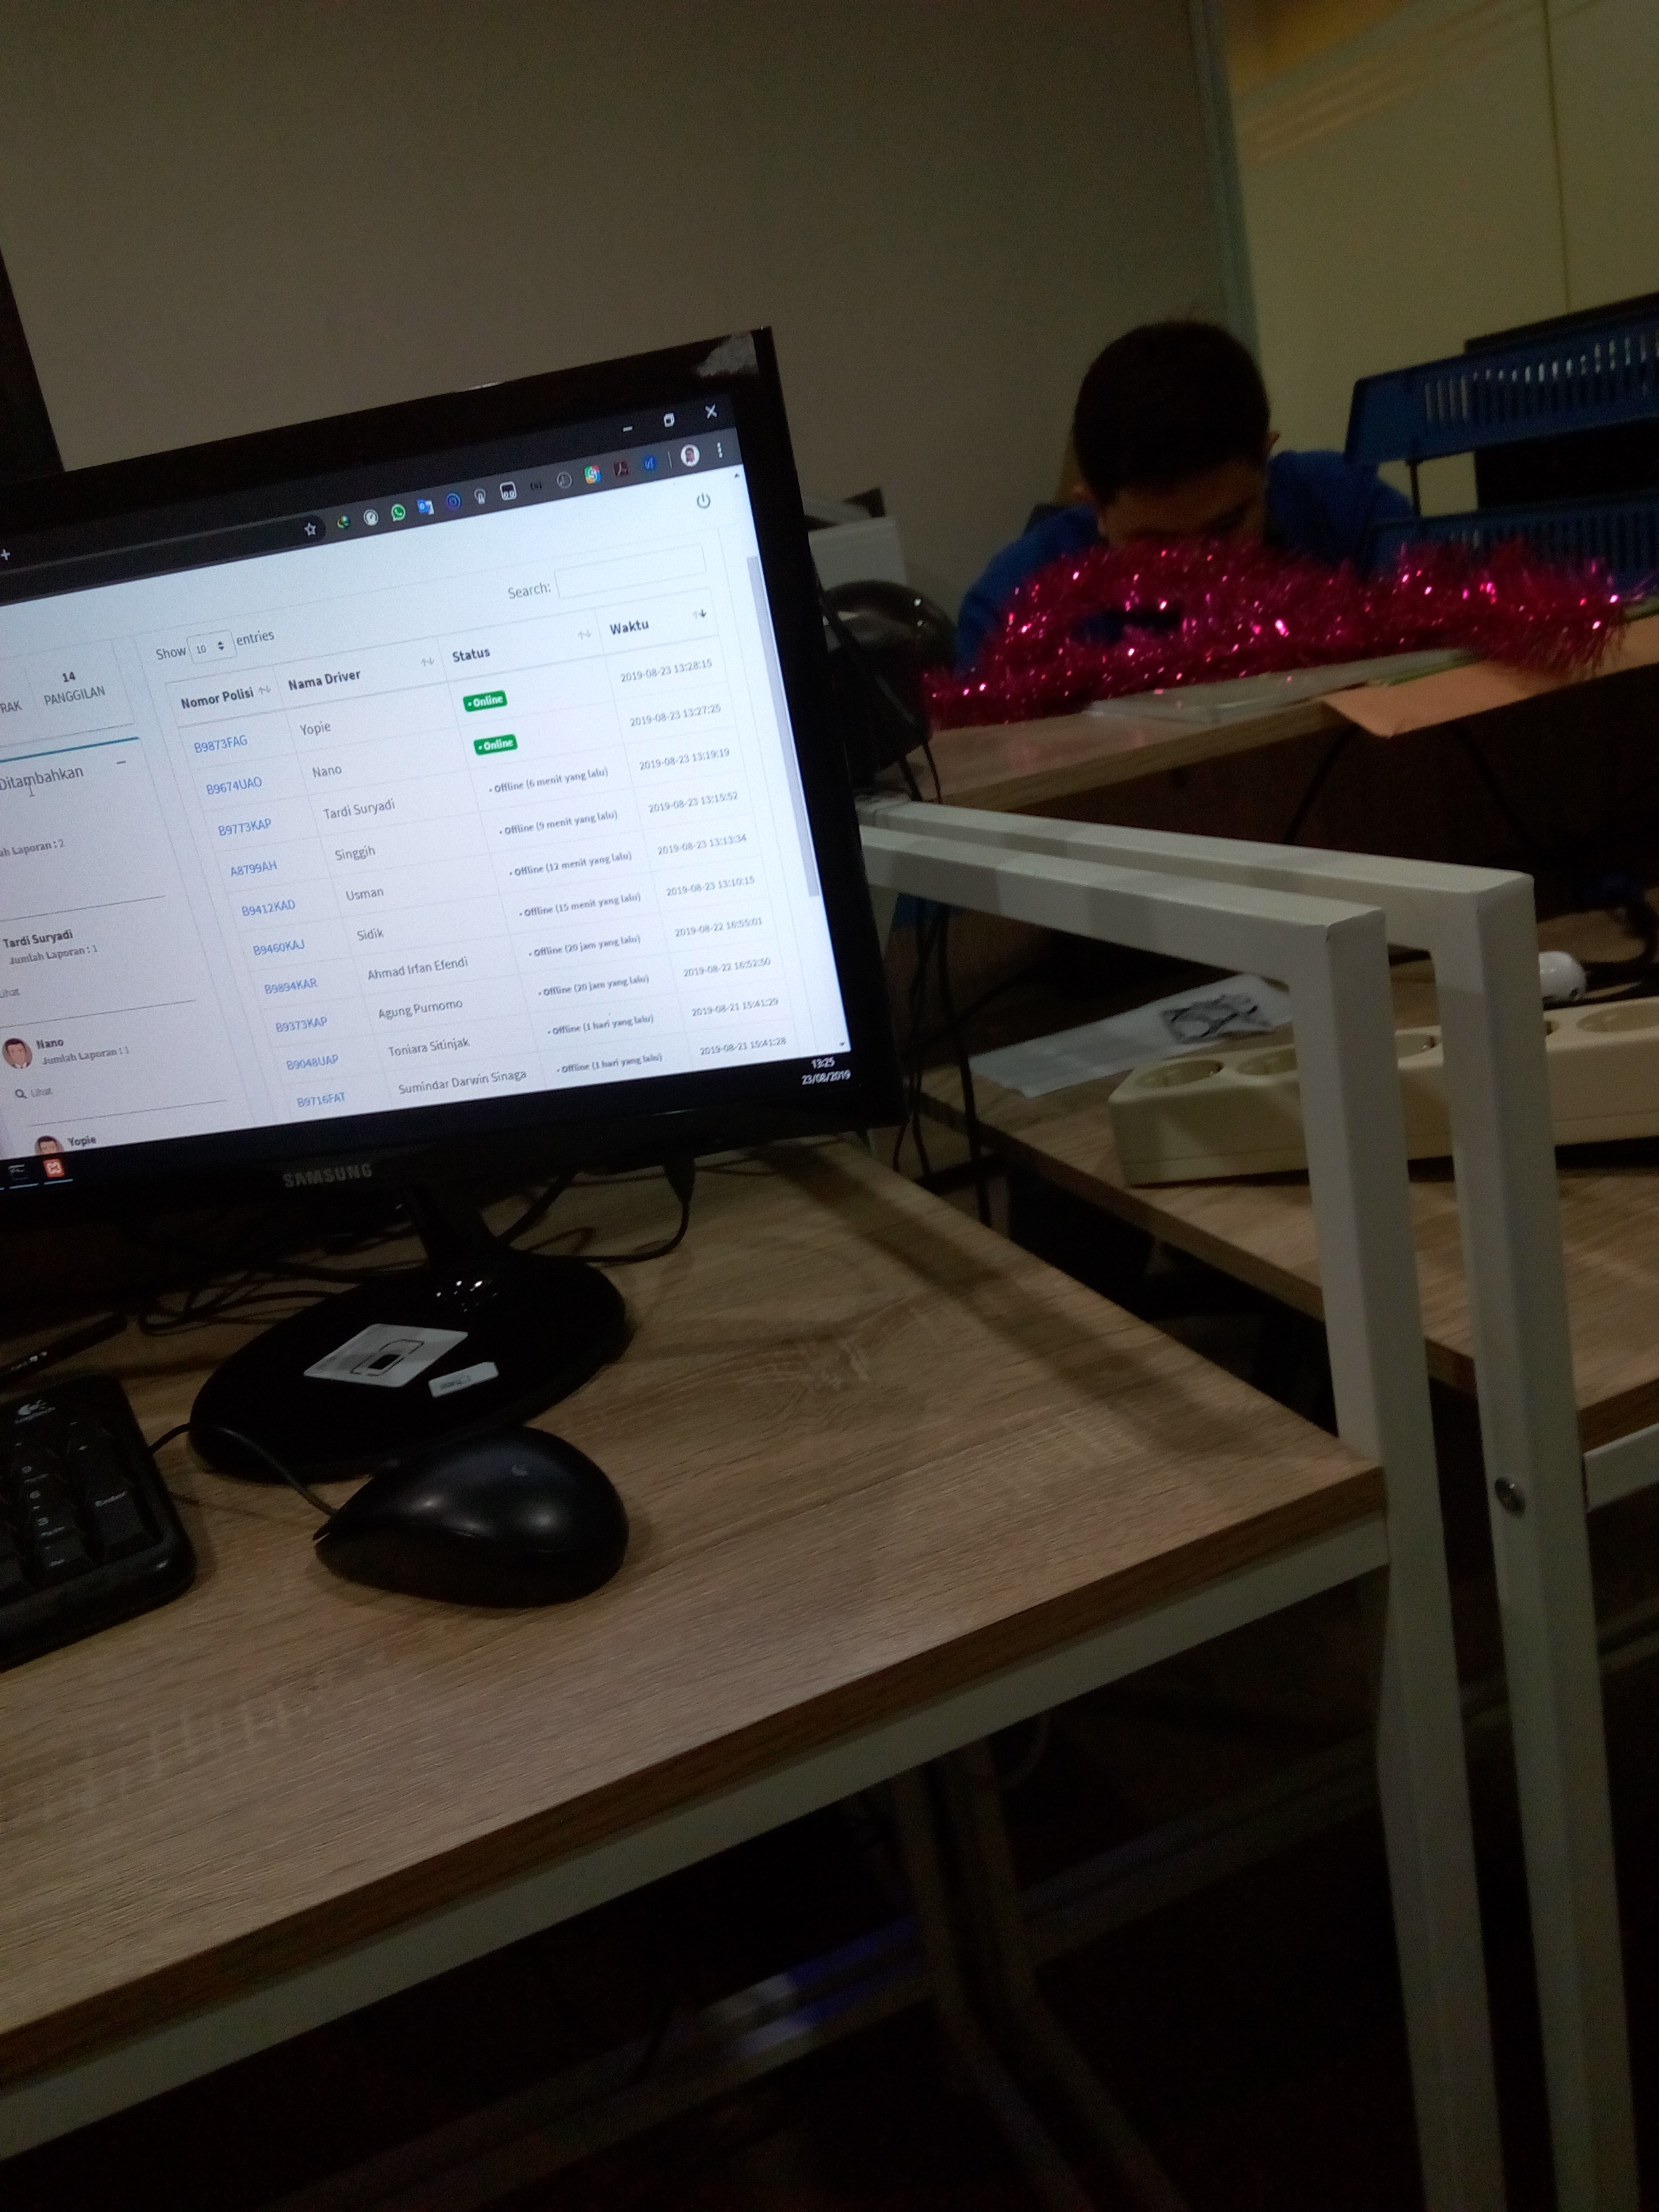 Search:
Show 10 entries
14
RAK PANGGILAN
Nomor Polisi Nama Driver Status Waktu
B9873FAG Yopie • Online 2019-08-23 13:28:15
B9674UAO Nano • Online 2019-08-23 13:27:25
B9773KAP Tardi Suryadi • Offline (6 menit yang lalu) 2019-08-23 13:19:19
A8799AH Singgih • Offline (9 menit yang lalu) 2019-08-23 13:15:52
B9412KAD Usman • Offline (12 menit yang lalu) 2019-08-23 13:13:34
B9460KAJ Sidik • Offline (15 menit yang lalu) 2019-08-23 13:10:15
B9894KAR Ahmad Irfan Efendi • Offline (20 jam yang lalu) 2019-08-22 16:55:01
B9373KAP Agung Purnomo • Offline (20 jam yang lalu) 2019-08-22 16:52:50
B9048UAP Toniara Sitinjak • Offline (1 hari yang lalu) 2019-08-21 15:41:29
B9716FAT Sumindar Darwin Sinaga • Offline (1 hari yang lalu) 2019-08-21 15:41:28
Ditambahkan
ah Laporan : 2
Tardi Suryadi
Jumlah Laporan : 1
Lihat
Nano
Jumlah Laporan : 1
Lihat
Yopie
13:25
23/08/2019
SAMSUNG
Logitech
Enter